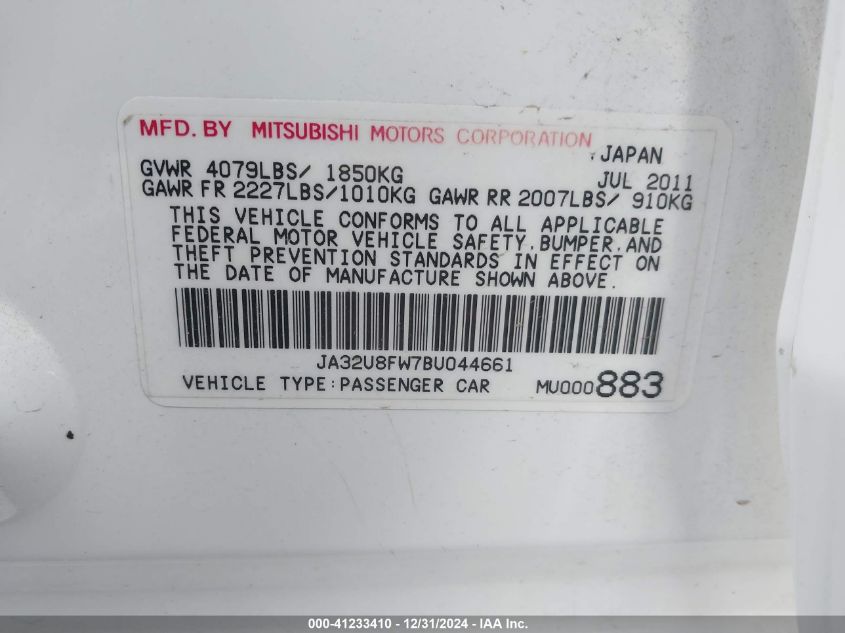 MFD. BY MITSUBISHI MOTORS CORPORATION
JAPAN
GVWR 4079LBS/ 1850KG JUL 2011
GAWR FR 2227LBS/1010KG GAWR RR 2007LBS/ 910KG
THIS VEHICLE CONFORMS TO ALL APPLICABLE
FEDERAL MOTOR VEHICLE SAFETY,BUMPER,AND
THEFT PREVENTION STANDARDS IN EFFECT ON
THE DATE OF MANUFACTURE SHOWN ABOVE.
JA32U8FW7BU044661
VEHICLE TYPE:PASSENGER CAR MU000883
000-41233410 - 12/31/2024 - IAA Inc.